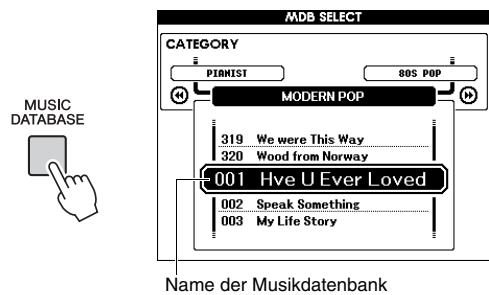 MDB SELECT
CATEGORY
PIANIST
80S POP
MODERN POP
MUSIC
DATABASE
319 We were This Way
320 Wood from Norway
001 Hve U Ever Loved
002 Speak Something
003 My Life Story
Name der Musikdatenbank